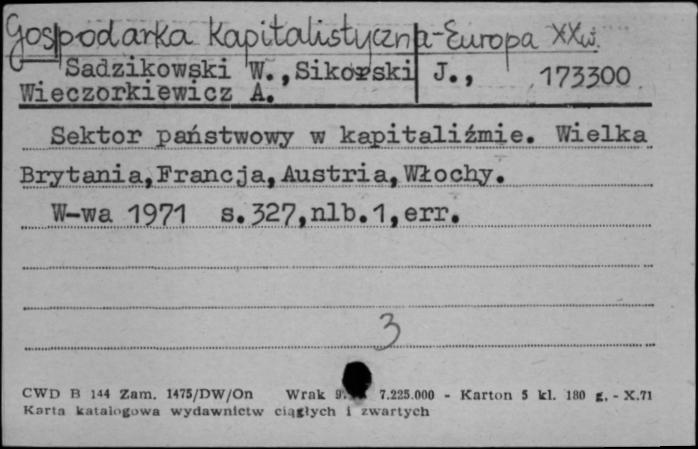 Gospodarka kapitalistyczna-Europa XXw.
Sadzikowski W., Sikorski J., 173300
Wieczorkiewicz A.
Sektor państwowy w kapitaliźmie. Wielka
Brytania, Francja, Austria, Włochy.
W-wa 1971 s.327,nlb.1,err.
3
CWD B 144 Zam. 1475/DW/On Wrak 7.225.000 - Karton 5 kl. 180 g. - X.71
Karta katalogowa wydawnictw ciągłych i zwartych